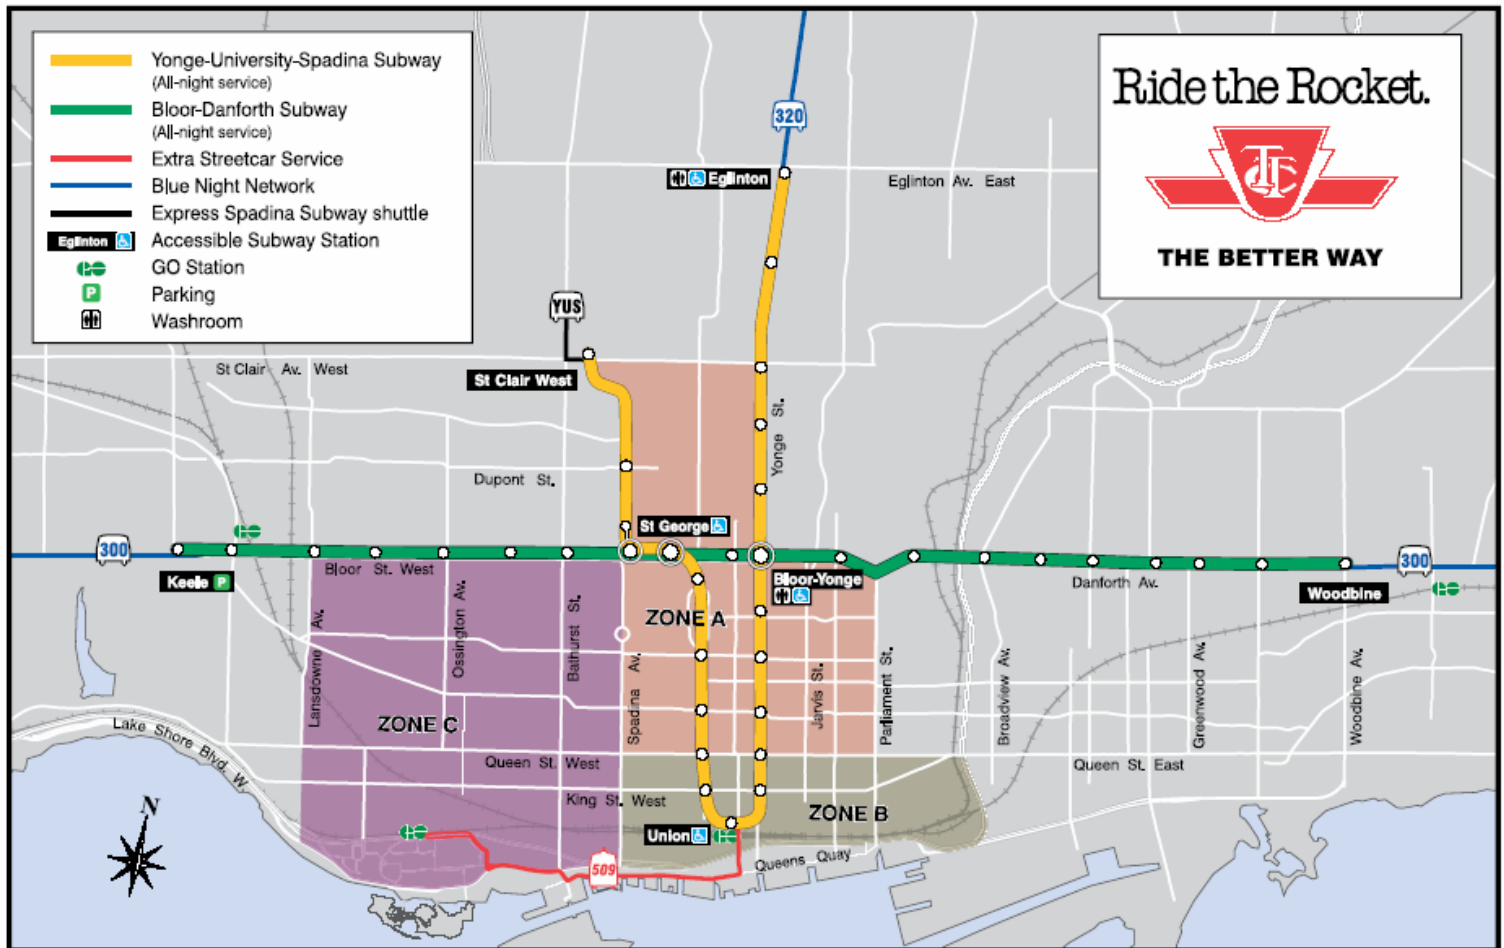 Yonge-University-Spadina Subway
(All-night service)
Bloor-Danforth Subway
(All-night service)
Extra Streetcar Service
Blue Night Network
Express Spadina Subway shuttle
Eglinton Accessible Subway Station
GO Station
P Parking
Washroom
Ride the Rocket.
TTC
THE BETTER WAY
320
Eglinton
Eglinton Av. East
YUS
St Clair Av. West
St Clair West
Yonge St.
Dupont St.
St George
300
Keele P
Bloor St. West
Bloor-Yonge
Danforth Av.
300
Woodbine
ZONE A
Lansdowne Av.
Ossington Av.
Bathurst St.
Spadina Av.
Jarvis St.
Parliament St.
Broadview Av.
Greenwood Av.
Woodbine Av.
ZONE C
Lake Shore Blvd. W
Queen St. West
Queen St. East
King St. West
ZONE B
N
Union
Queens Quay
509